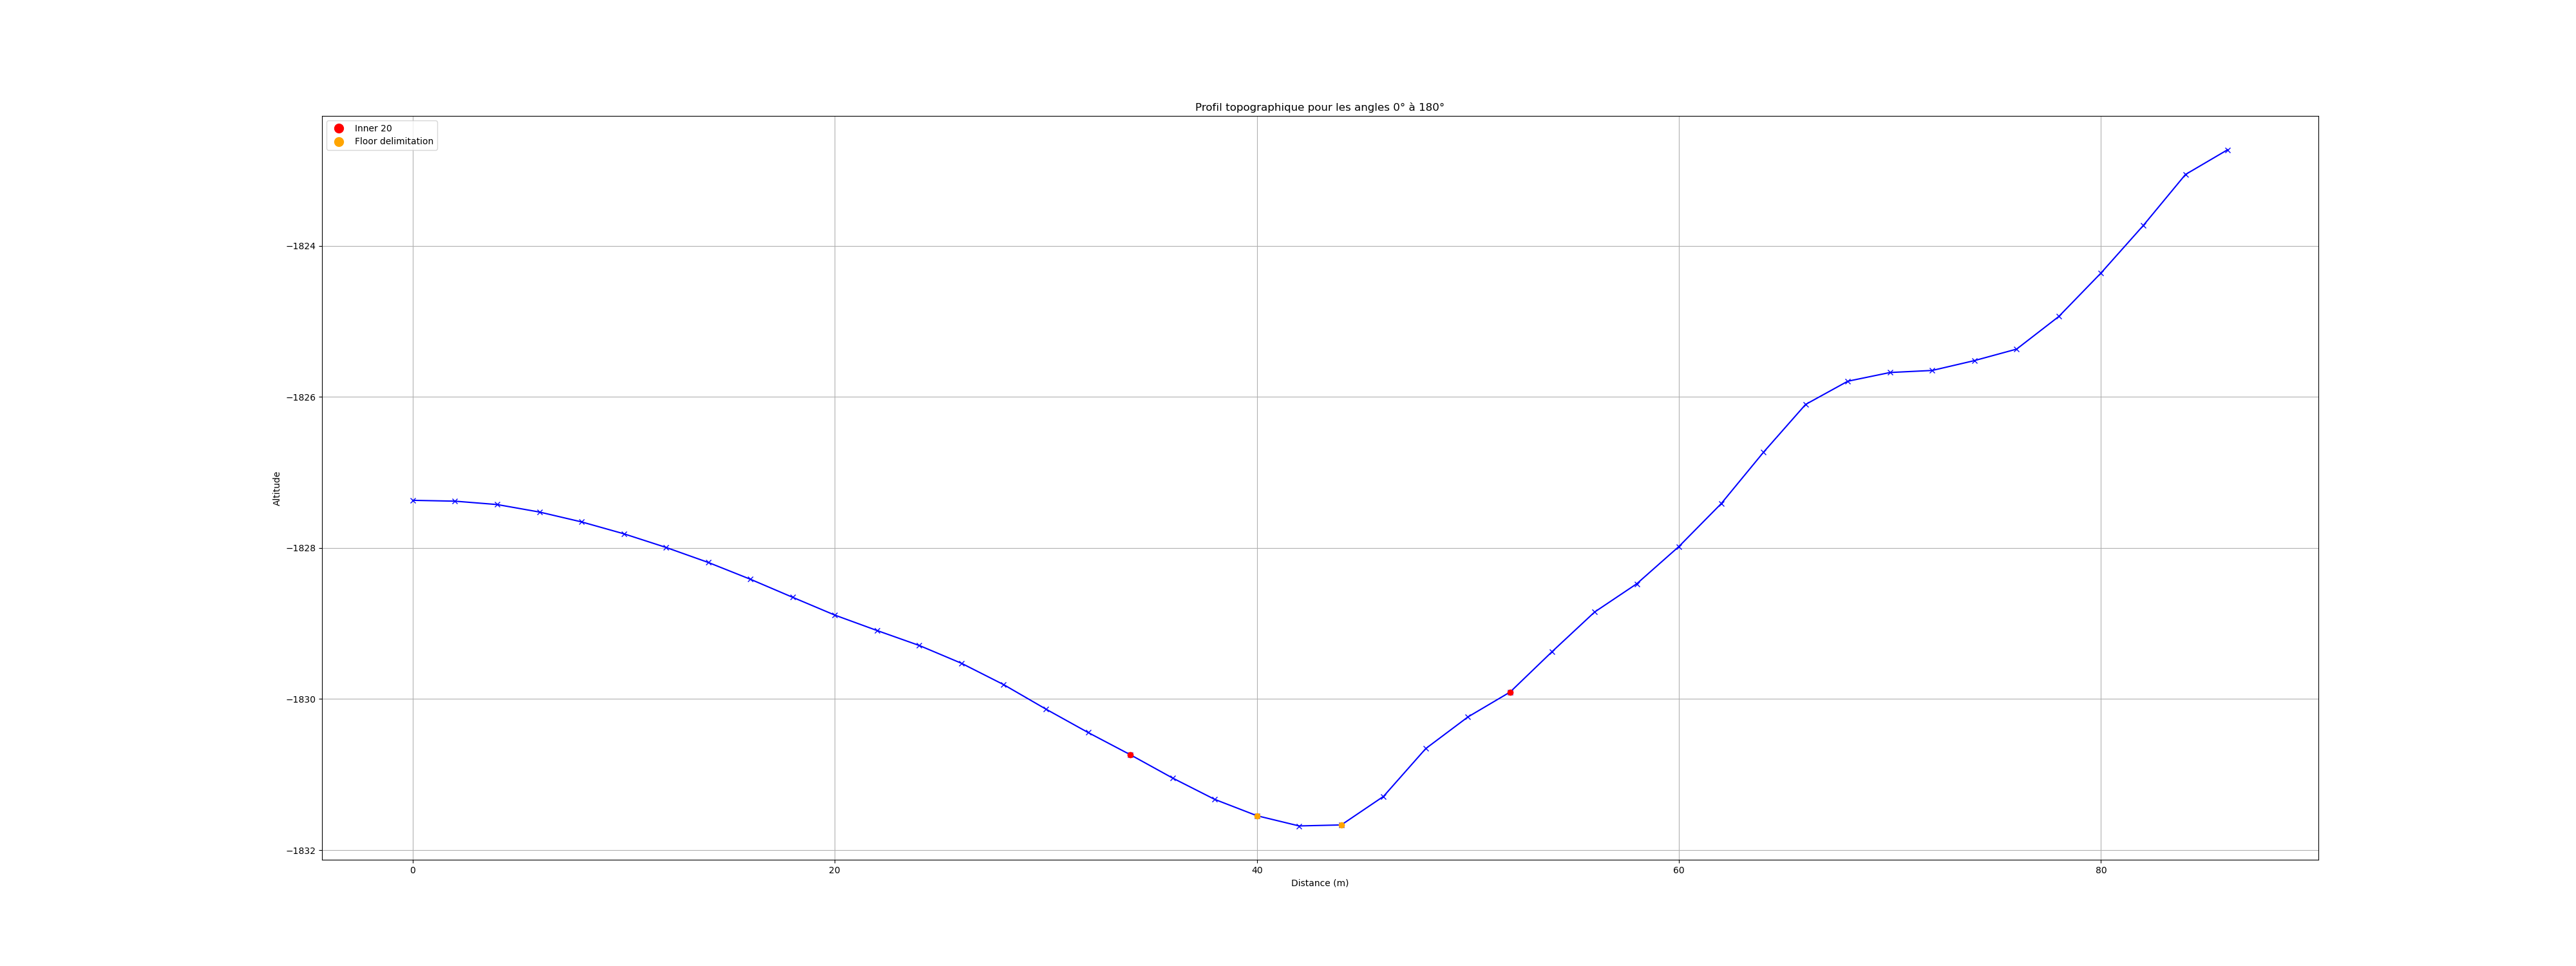 Profil topographique pour les angles 0° à 180°
Inner 20
Floor delimitation
−1824
−1826
−1828
−1830
−1832
Altitude
0 20 40 60 80
Distance (m)